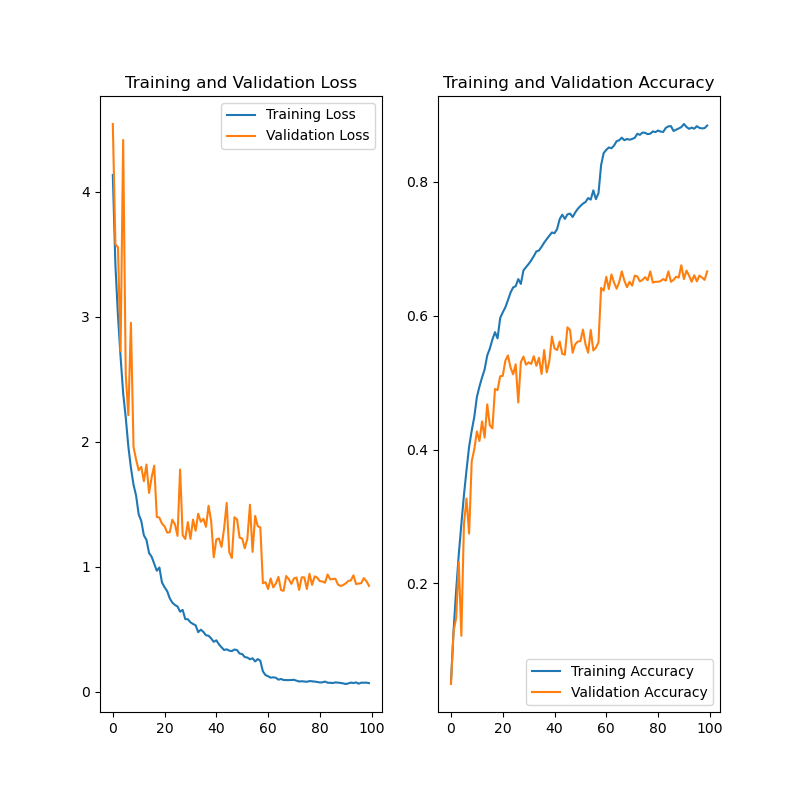 Training and Validation Loss
Training Loss
Validation Loss
4
3
2
1
0
0 20 40 60 80 100
Training and Validation Accuracy
0.8
0.6
0.4
0.2
Training Accuracy
Validation Accuracy
0 20 40 60 80 100